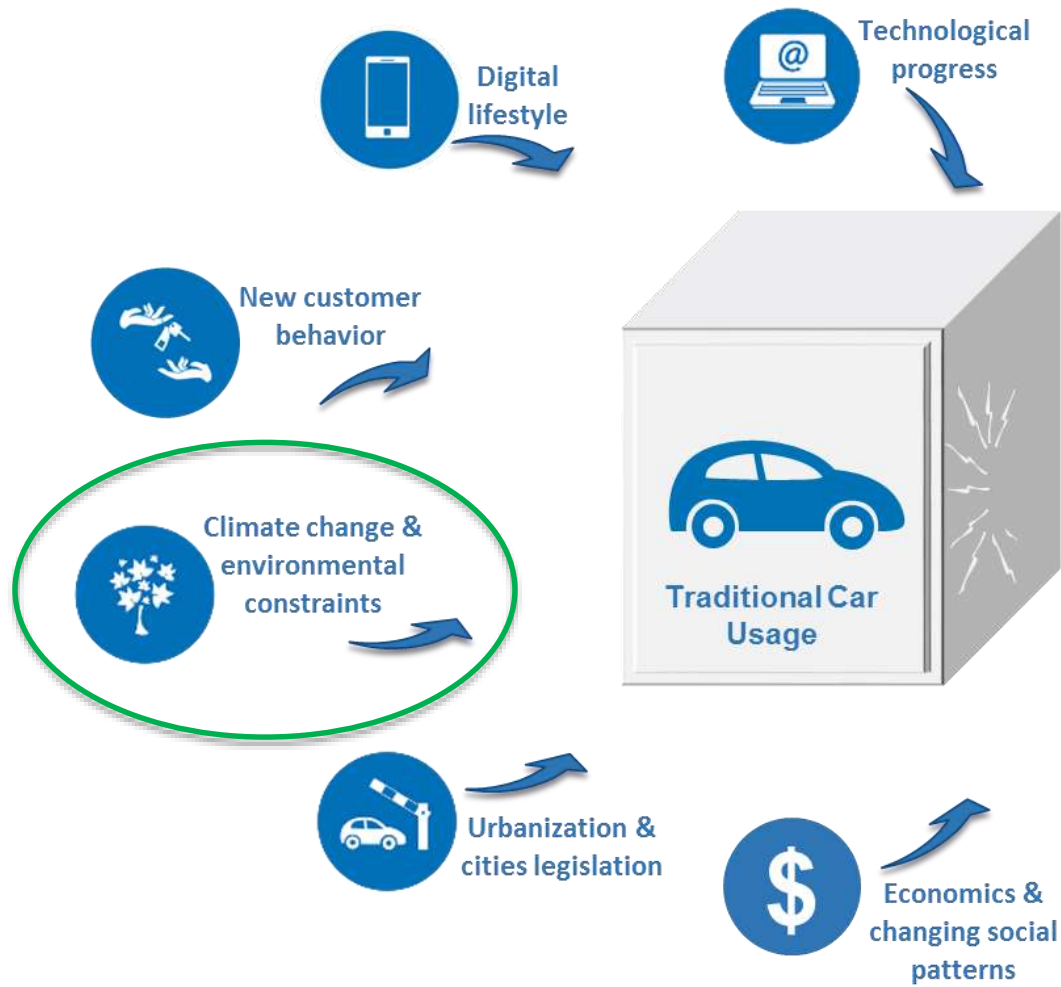 Digital
lifestyle
Technological
progress
@
New customer
behavior
Climate change &
environmental
constraints
Traditional Car
Usage
Urbanization &
cities legislation
$
Economics &
changing social
patterns